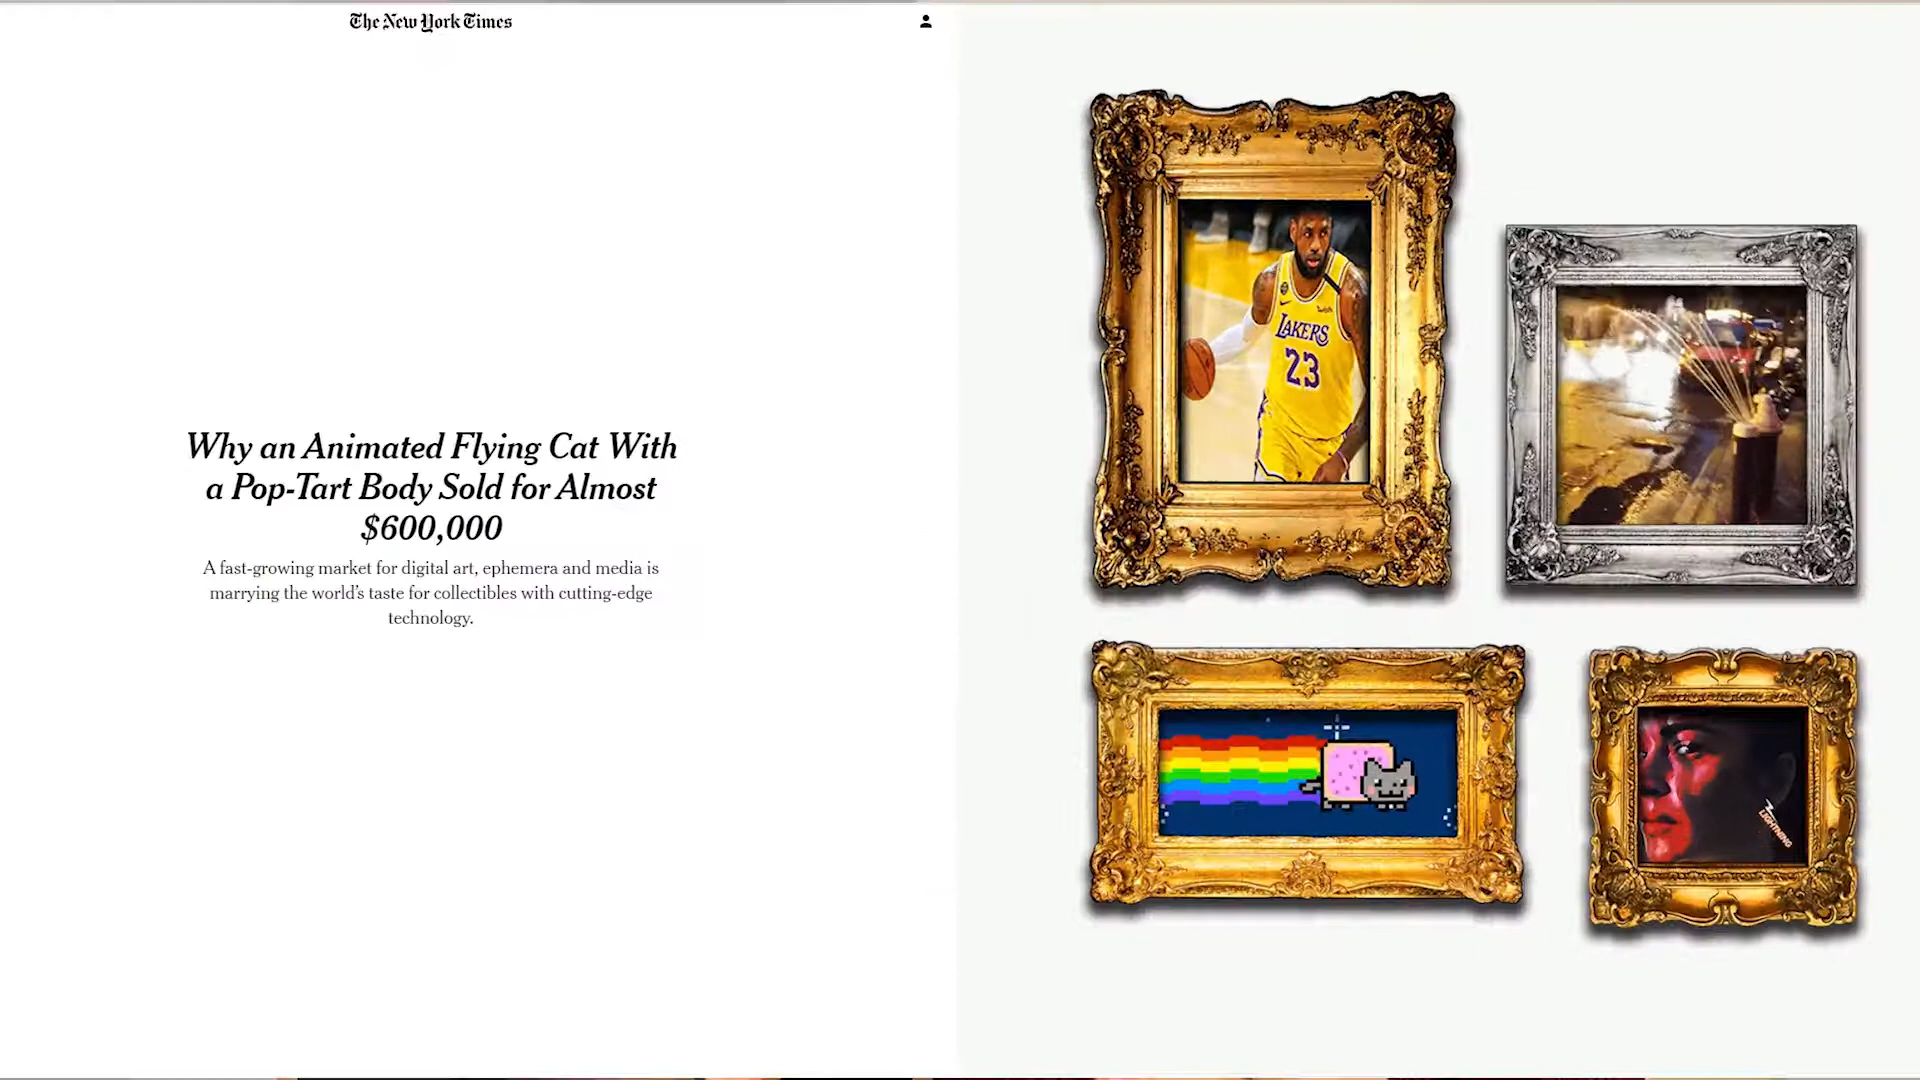 The New York Times
Why an Animated Flying Cat With
a Pop-Tart Body Sold for Almost
$600,000
A fast-growing market for digital art, ephemera and media is
marrying the world's taste for collectibles with cutting-edge
technology.
LAKERS
23
LIGHTNING